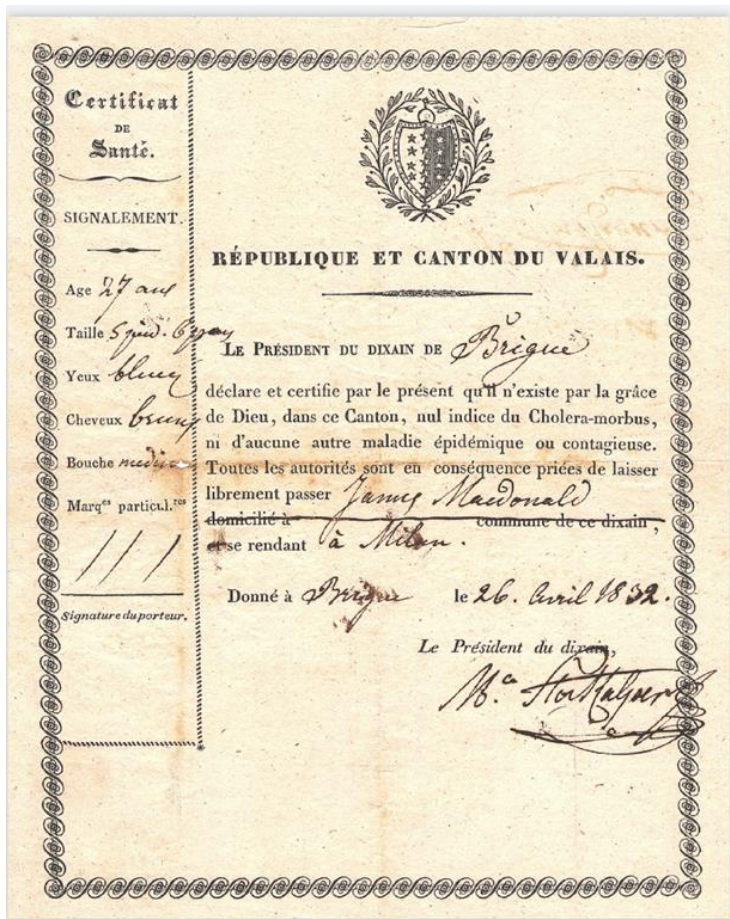 Certificat
DE
Santé.
SIGNALEMENT.
Age 27 ans
Taille 5 pied. 6
Yeux bleus
Cheveux bruns
Bouche
Marq.es particul.res
Signature du porteur.
RÉPUBLIQUE ET CANTON DU VALAIS.
LE PRÉSIDENT DU DIXAIN DE Brigue
déclare et certifie par le présent qu'il n'existe par la grâce
de Dieu, dans ce Canton, nul indice du Cholera-morbus,
ni d'aucune autre maladie épidémique ou contagieuse.
Toutes les autorités sont en conséquence priées de laisser
librement passer James Macdonald
domicilié à commune de ce dixain,
et se rendant à Milan.
Donné à Brigue le 26. Avril 1832.
Le Président du dixain,